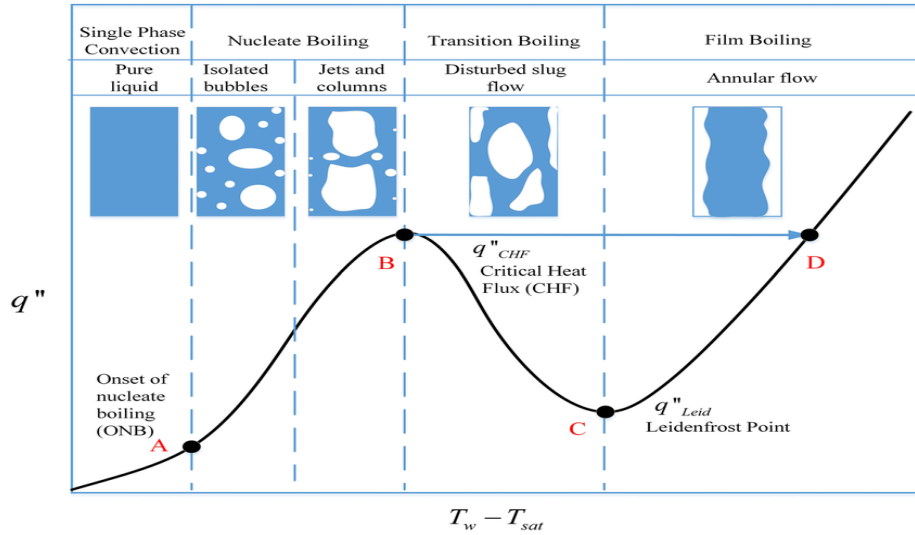 Single Phase
Convection
Nucleate Boiling
Transition Boiling
Film Boiling
Pure
liquid
Isolated
bubbles
Jets and
columns
Disturbed slug
flow
Annular flow
q"
B
q"CHF
Critical Heat
Flux (CHF)
D
Onset of
nucleate
boiling
(ONB)
A
C
q"Leid
Leidenfrost Point
Tw − Tsat